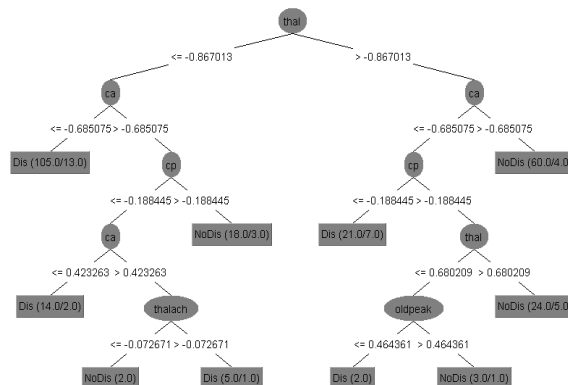 thal
<= -0.867013 > -0.867013
ca ca
<= -0.685075 > -0.685075 <= -0.685075 > -0.685075
Dis (105.0/13.0) cp cp NoDis (60.0/4.0)
<= -0.188445 > -0.188445 <= -0.188445 > -0.188445
ca NoDis (18.0/3.0) Dis (21.0/7.0) thal
<= 0.423263 > 0.423263 <= 0.680209 > 0.680209
Dis (14.0/2.0) thalach oldpeak NoDis (24.0/5.0)
<= -0.072671 > -0.072671 <= 0.464361 > 0.464361
NoDis (2.0) Dis (5.0/1.0) Dis (2.0) NoDis (3.0/1.0)